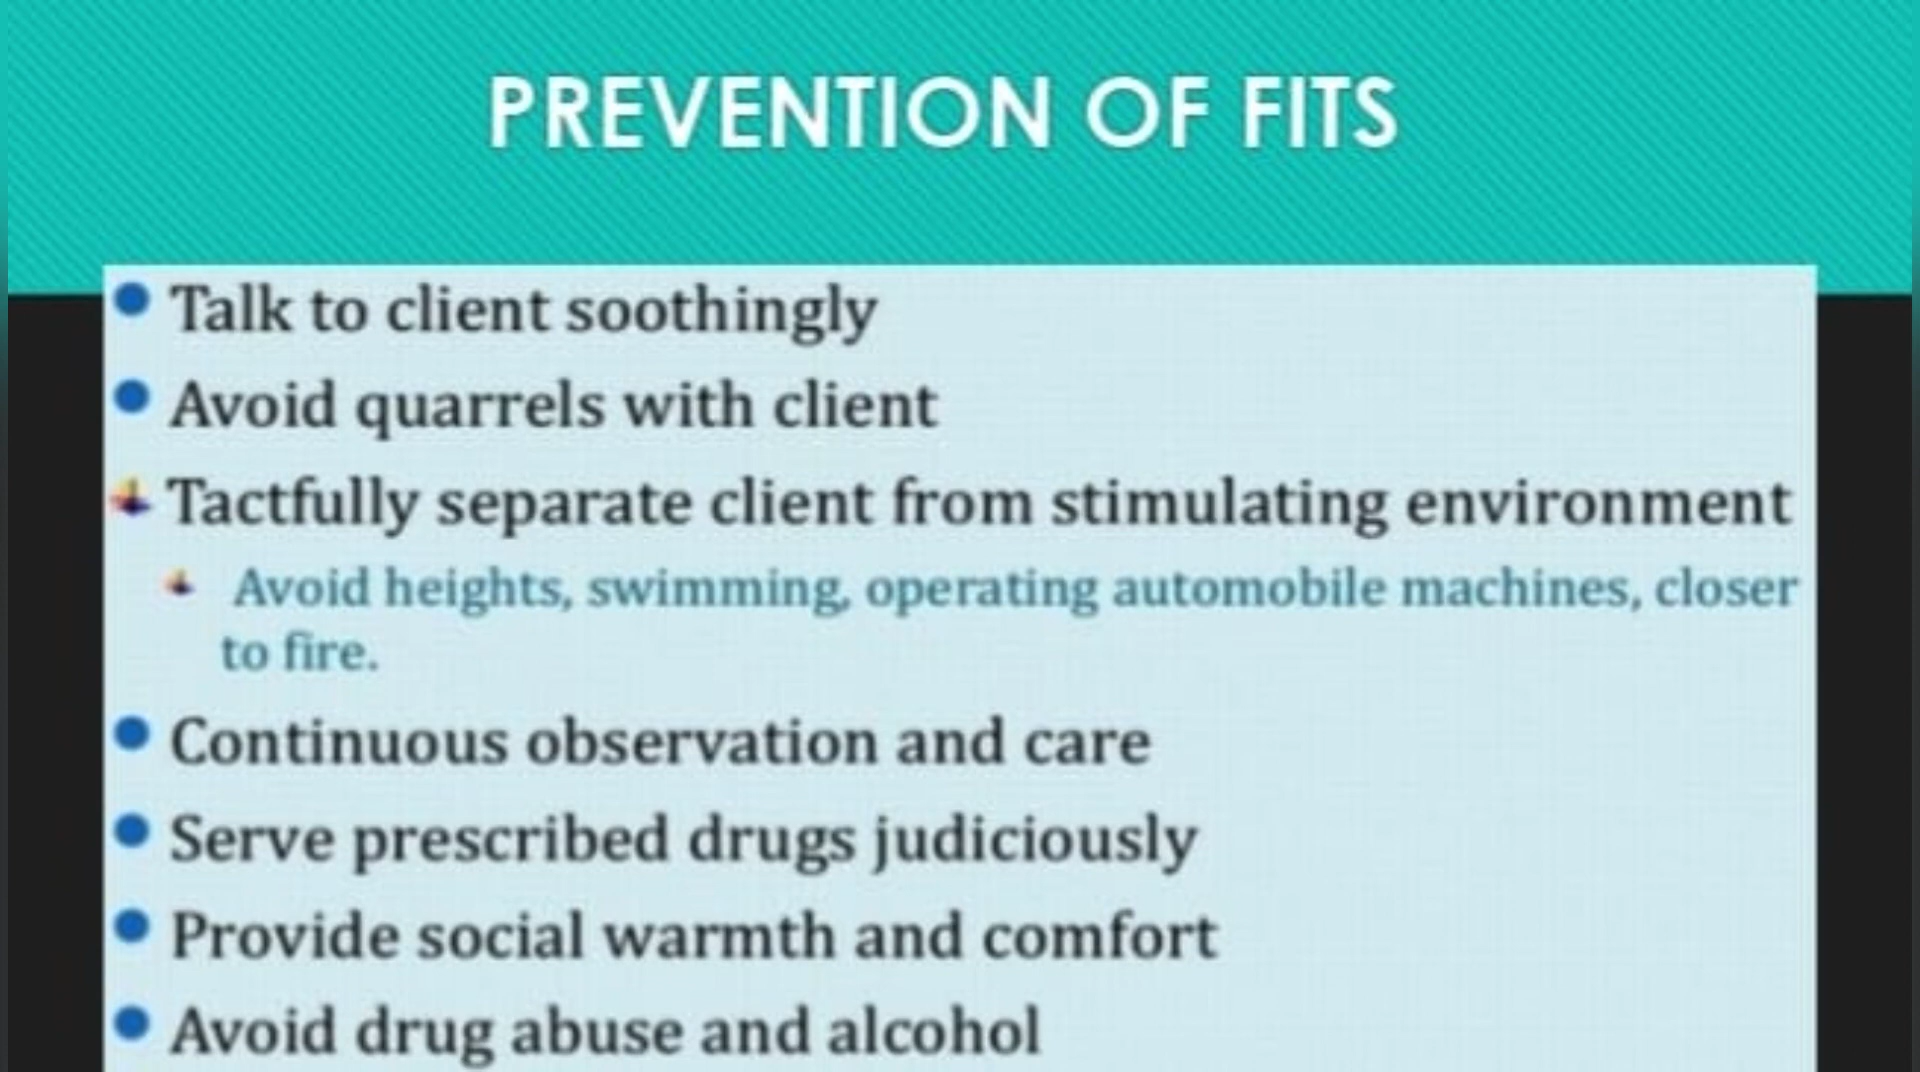 PREVENTION OF FITS
Talk to client soothingly
Avoid quarrels with client
Tactfully separate client from stimulating environment
Avoid heights, swimming, operating automobile machines, closer
to fire.
Continuous observation and care
Serve prescribed drugs judiciously
Provide social warmth and comfort
Avoid drug abuse and alcohol